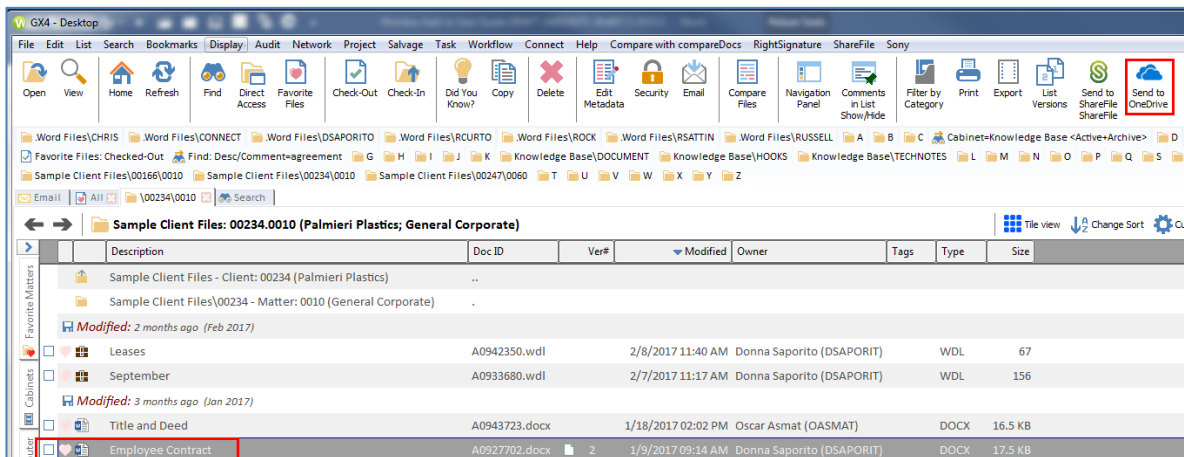 GX4 - Desktop
File Edit List Search Bookmarks Display Audit Network Project Salvage Task Workflow Connect Help Compare with compareDocs RightSignature ShareFile Sony
Open View Home Refresh Find Direct Access Favorite Files Check-Out Check-In Did You Know? Copy Delete Edit Metadata Security Email Compare Files Navigation Panel Comments in List Show/Hide Filter by Category Print Export List Versions Send to ShareFile ShareFile Send to OneDrive
.Word Files\CHRIS .Word Files\CONNECT .Word Files\DSAPORITO .Word Files\RCURTO .Word Files\ROCK .Word Files\RSATTIN .Word Files\RUSSELL A B C Cabinet=Knowledge Base <Active+Archive> D
Favorite Files: Checked-Out Find: Desc/Comment=agreement G H I J K Knowledge Base\DOCUMENT Knowledge Base\HOOKS Knowledge Base\TECHNOTES L M N O P Q S
Sample Client Files\00166\0010 Sample Client Files\00234\0010 Sample Client Files\00247\0060 T U V W X Y Z
Email All \00234\0010 Search
Sample Client Files: 00234.0010 (Palmieri Plastics; General Corporate) Tile view Change Sort Cu
Description Doc ID Ver# Modified Owner Tags Type Size
Sample Client Files - Client: 00234 (Palmieri Plastics) ..
Sample Client Files\00234 - Matter: 0010 (General Corporate) .
Modified: 2 months ago (Feb 2017)
Leases A0942350.wdl 2/8/2017 11:40 AM Donna Saporito (DSAPORIT) WDL 67
September A0933680.wdl 2/7/2017 11:17 AM Donna Saporito (DSAPORIT) WDL 156
Modified: 3 months ago (Jan 2017)
Title and Deed A0943723.docx 1/18/2017 02:02 PM Oscar Asmat (OASMAT) DOCX 16.5 KB
Employee Contract A0927702.docx 2 1/9/2017 09:14 AM Donna Saporito (DSAPORIT) DOCX 17.5 KB
Favorite Matters
Cabinets